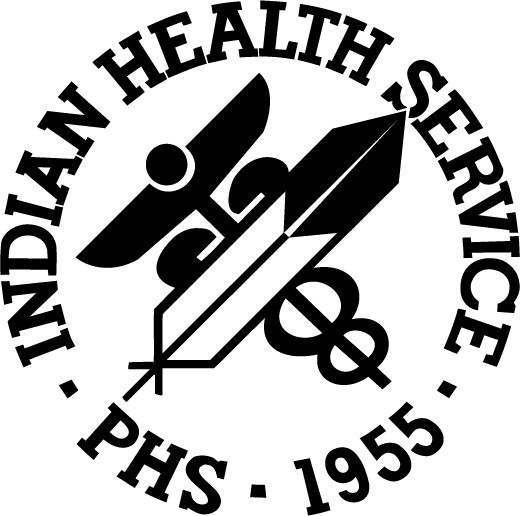 INDIAN HEALTH SERVICE
· PHS · 1955 ·